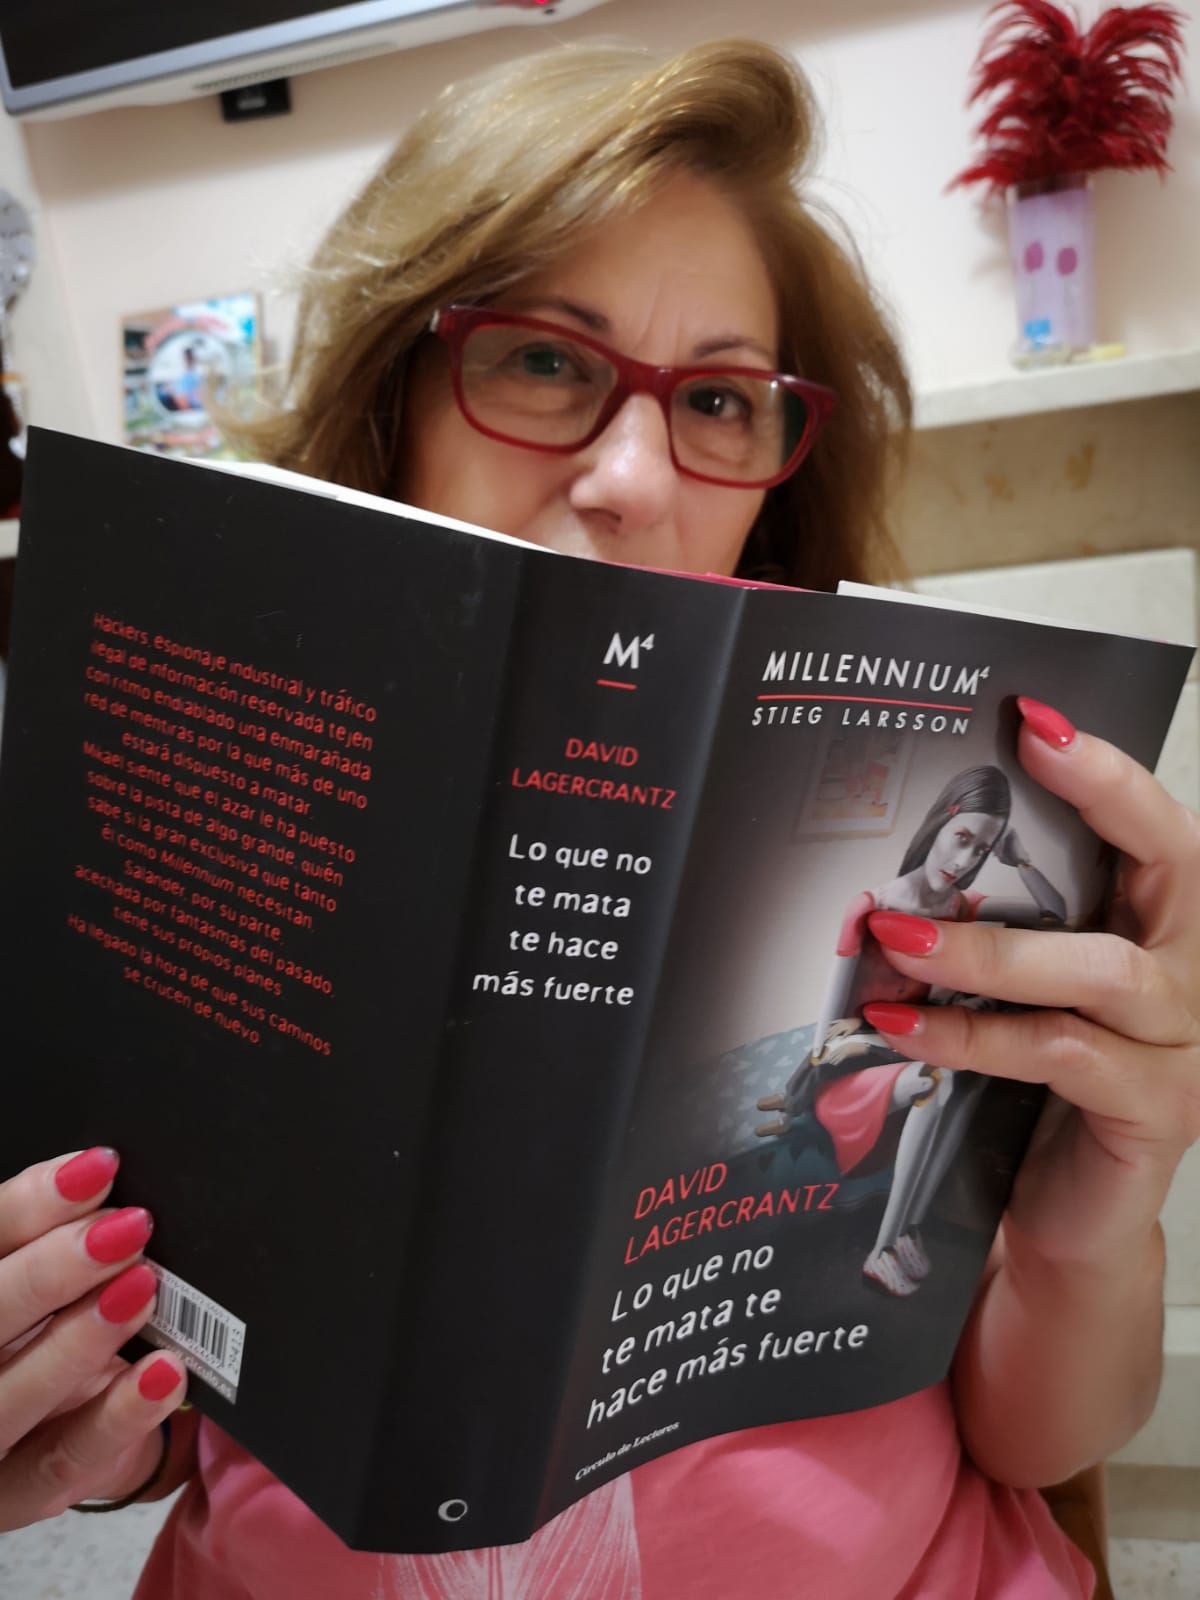 Hackers, espionaje industrial y tráfico
ilegal de información reservada tejen
con ritmo endiablado una enmarañada
red de mentiras por la que más de uno
estará dispuesto a matar.
Mikael siente que el azar le ha puesto
sobre la pista de algo grande, quién
sabe si la gran exclusiva que tanto
él como Millennium necesitan.
Salander, por su parte,
acechada por fantasmas del pasado,
tiene sus propios planes.
Ha llegado la hora de que sus caminos
se crucen de nuevo.
M⁴
DAVID
LAGERCRANTZ
Lo que no
te mata
te hace
más fuerte
MILLENNIUM⁴
STIEG LARSSON
DAVID
LAGERCRANTZ
Lo que no
te mata te
hace más fuerte
Círculo de Lectores